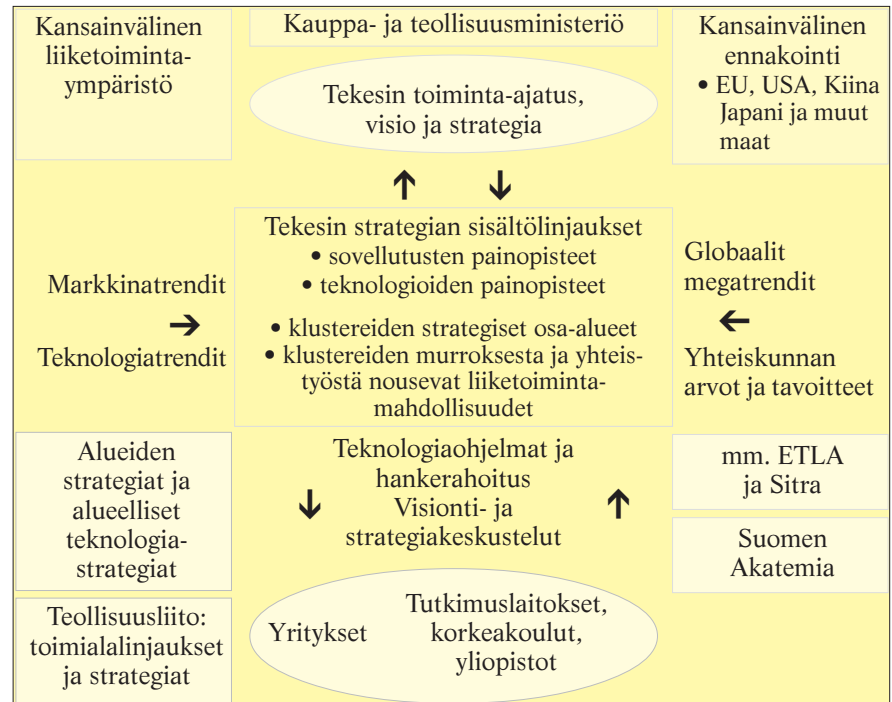 Kansainvälinen
liiketoiminta-
ympäristö
Kauppa- ja teollisuusministeriö
Tekesin toiminta-ajatus,
visio ja strategia
Kansainvälinen
ennakointi
• EU, USA, Kiina
Japani ja muut
maat
Markkinatrendit
Teknologiatrendit
Tekesin strategian sisältölinjaukset
• sovellutusten painopisteet
• teknologioiden painopisteet
• klustereiden strategiset osa-alueet
• klustereiden murroksesta ja yhteis-
työstä nousevat liiketoiminta-
mahdollisuudet
Globaalit
megatrendit
Yhteiskunnan
arvot ja tavoitteet
Alueiden
strategiat ja
alueelliset
teknologia-
strategiat
Teknologiaohjelmat ja
hankerahoitus
Visionti- ja
strategiakeskustelut
mm. ETLA
ja Sitra
Suomen
Akatemia
Teollisuusliito:
toimialalinjaukset
ja strategiat
Yritykset
Tutkimuslaitokset,
korkeakoulut,
yliopistot